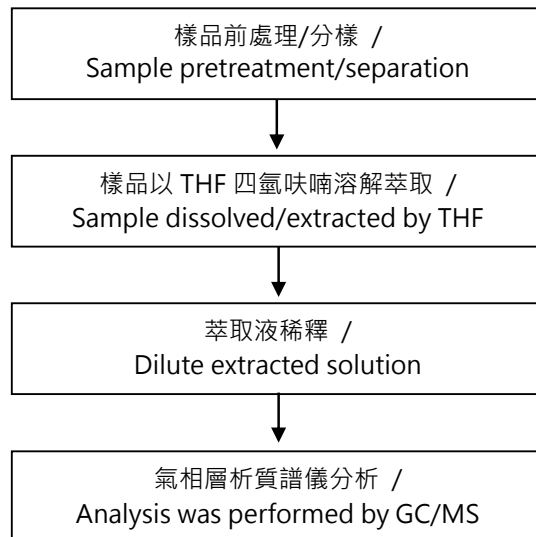 樣品前處理/分樣 /
Sample pretreatment/separation
樣品以 THF 四氫呋喃溶解萃取 /
Sample dissolved/extracted by THF
萃取液稀釋 /
Dilute extracted solution
氣相層析質譜儀分析 /
Analysis was performed by GC/MS